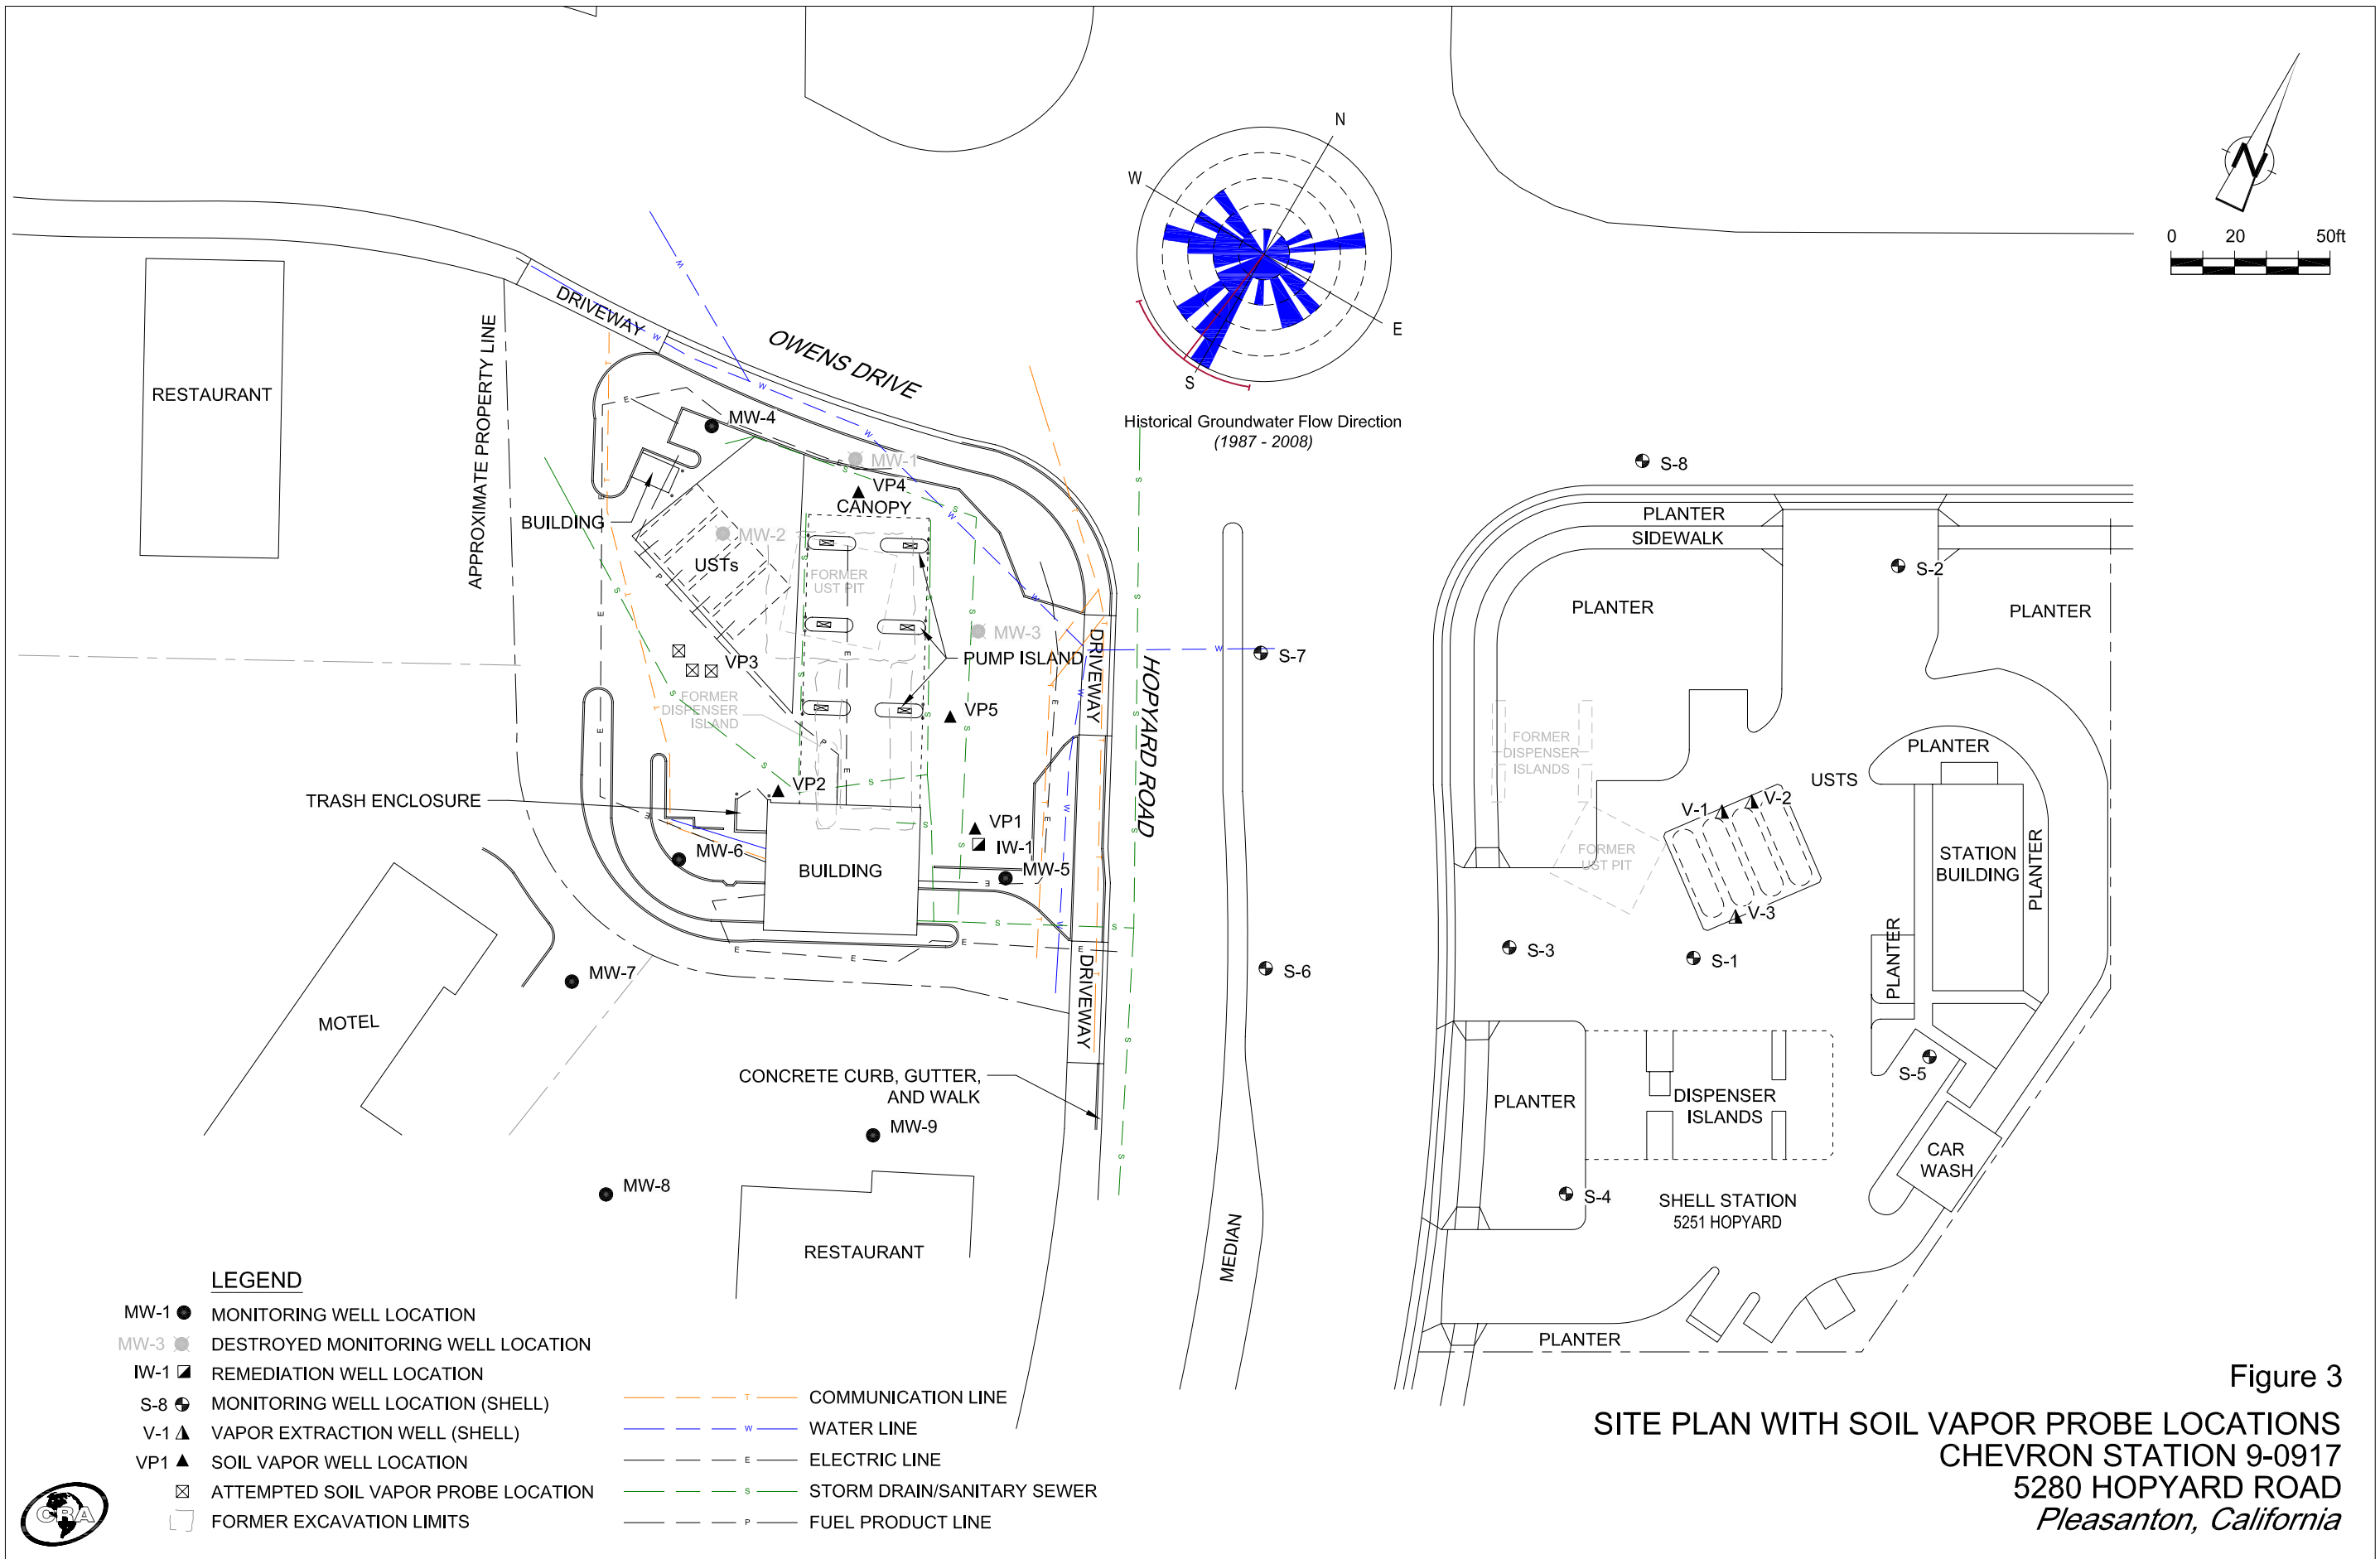 N
W
E
S
Historical Groundwater Flow Direction
(1987 - 2008)
N
0 20 50ft
RESTAURANT
APPROXIMATE PROPERTY LINE
DRIVEWAY
OWENS DRIVE
MW-4
MW-1
VP4
CANOPY
BUILDING
MW-2
USTs
FORMER
UST PIT
MW-3
PUMP ISLAND
VP3
FORMER
DISPENSER
ISLAND
VP5
DRIVEWAY
HOPYARD ROAD
VP2
TRASH ENCLOSURE
VP1
IW-1
MW-6
MW-5
BUILDING
MW-7
MOTEL
DRIVEWAY
CONCRETE CURB, GUTTER,
AND WALK
MW-9
MW-8
RESTAURANT
MEDIAN
S-7
S-6
S-8
PLANTER
SIDEWALK
S-2
PLANTER
PLANTER
FORMER
DISPENSER
ISLANDS
PLANTER
USTS
V-1
V-2
FORMER
UST PIT
STATION
BUILDING
PLANTER
V-3
PLANTER
S-3
S-1
S-5
PLANTER
DISPENSER
ISLANDS
CAR
WASH
S-4
SHELL STATION
5251 HOPYARD
PLANTER
LEGEND
MW-1 MONITORING WELL LOCATION
MW-3 DESTROYED MONITORING WELL LOCATION
IW-1 REMEDIATION WELL LOCATION
S-8 MONITORING WELL LOCATION (SHELL)
V-1 VAPOR EXTRACTION WELL (SHELL)
VP1 SOIL VAPOR WELL LOCATION
ATTEMPTED SOIL VAPOR PROBE LOCATION
FORMER EXCAVATION LIMITS
T COMMUNICATION LINE
W WATER LINE
E ELECTRIC LINE
S STORM DRAIN/SANITARY SEWER
P FUEL PRODUCT LINE
CRA
Figure 3
SITE PLAN WITH SOIL VAPOR PROBE LOCATIONS
CHEVRON STATION 9-0917
5280 HOPYARD ROAD
Pleasanton, California